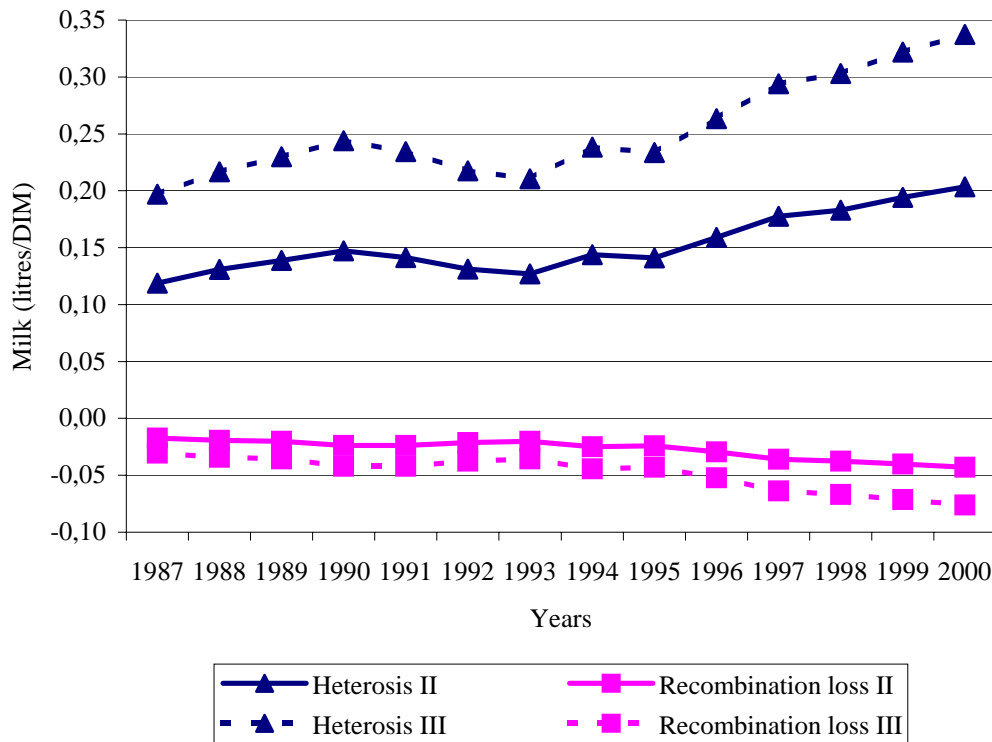 0,35
0,30
0,25
0,20
0,15
0,10
0,05
0,00
-0,05
-0,10
Milk (litres/DIM)
1987 1988 1989 1990 1991 1992 1993 1994 1995 1996 1997 1998 1999 2000
Years
Heterosis II Recombination loss II
Heterosis III Recombination loss III